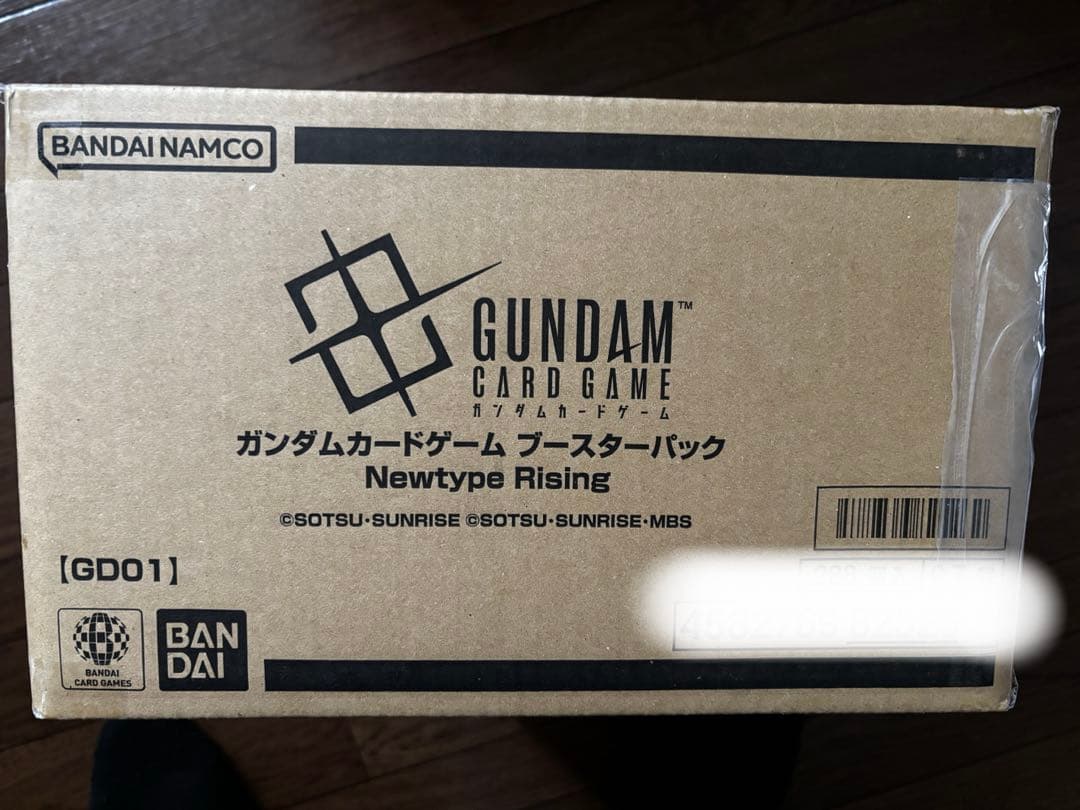 BANDAI NAMCO
GUNDAM™
CARD GAME
ガンダムカードゲーム
ガンダムカードゲーム ブースターパック
Newtype Rising
©SOTSU・SUNRISE ©SOTSU・SUNRISE・MBS
【GD01】
BANDAI
CARD GAMES
BAN
DAI